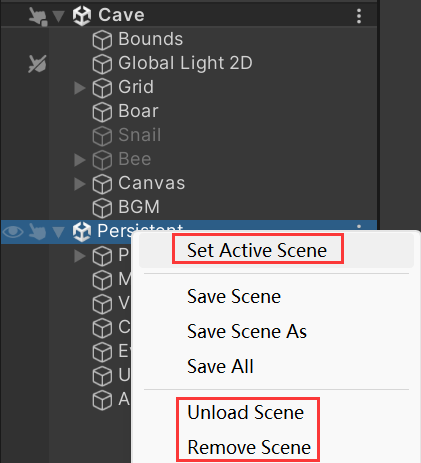 Cave
Bounds
Global Light 2D
Grid
Boar
Snail
Bee
Canvas
BGM
Persistent
Set Active Scene
Save Scene
Save Scene As
Save All
Unload Scene
Remove Scene